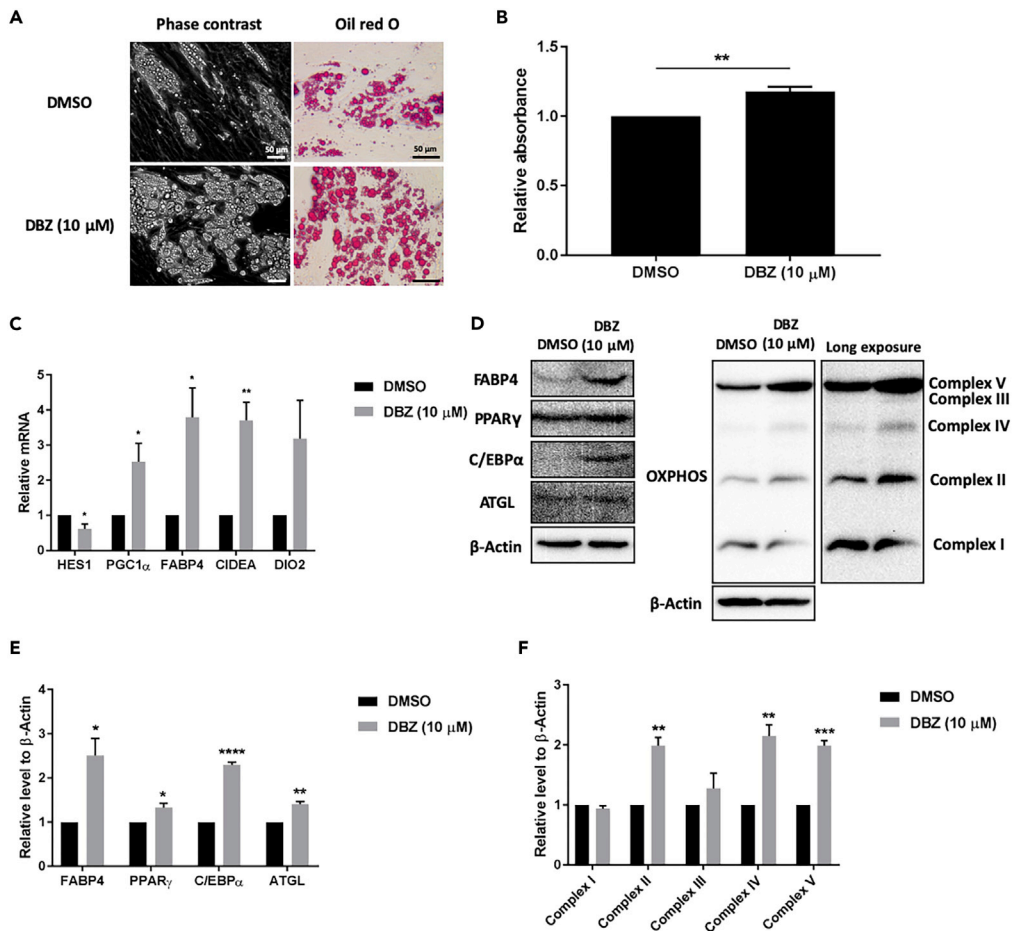 A
Phase contrast
Oil red O
DMSO
50 µm
50 µm
DBZ (10 µM)
B
Relative absorbance
1.5
1.0
0.5
0.0
**
DMSO
DBZ (10 µM)
C
Relative mRNA
5
4
3
2
1
0
*
*
*
**
HES1
PGC1α
FABP4
CIDEA
DIO2
DMSO
DBZ (10 µM)
D
DMSO
DBZ
(10 µM)
FABP4
PPARγ
C/EBPα
ATGL
β-Actin
DMSO
DBZ
(10 µM)
Long exposure
OXPHOS
β-Actin
Complex V
Complex III
Complex IV
Complex II
Complex I
E
Relative level to β-Actin
4
3
2
1
0
*
*
****
**
FABP4
PPARγ
C/EBPα
ATGL
DMSO
DBZ (10 µM)
F
Relative level to β-Actin
3
2
1
0
**
**
***
Complex I
Complex II
Complex III
Complex IV
Complex V
DMSO
DBZ (10 µM)